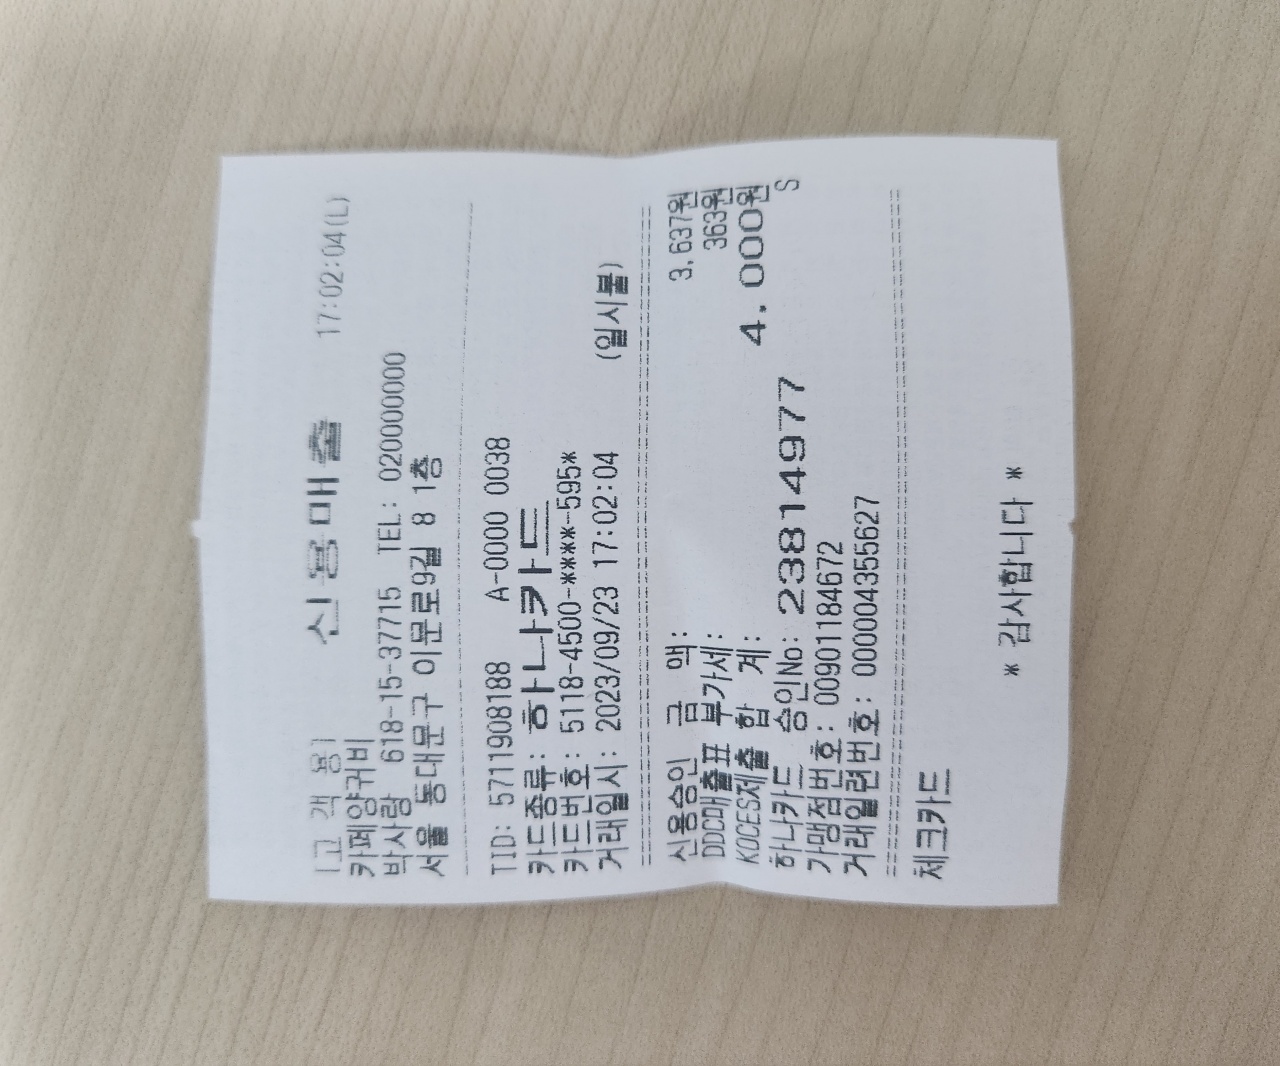 [고 객 용] 신용매출 17:02:04(L)
카페양귀비
박사랑 618-15-37715 TEL: 0200000000
서울 동대문구 이문로9길 8 1층
TID: 5711908188 A-0000 0038
카드종류: 하나카드
카드번호: 5118-4500-****-595*
거래일시: 2023/09/23 17:02:04 (일시불)
신용승인 금 액: 3,637원
DDC매출표 부가세: 363원
KOCES제출 합 계: 4,000원
하나카드 승인No: 23814977 S
가맹점번호: 00901184672
거래일련번호: 000004355627
체크카드
* 감사합니다 *